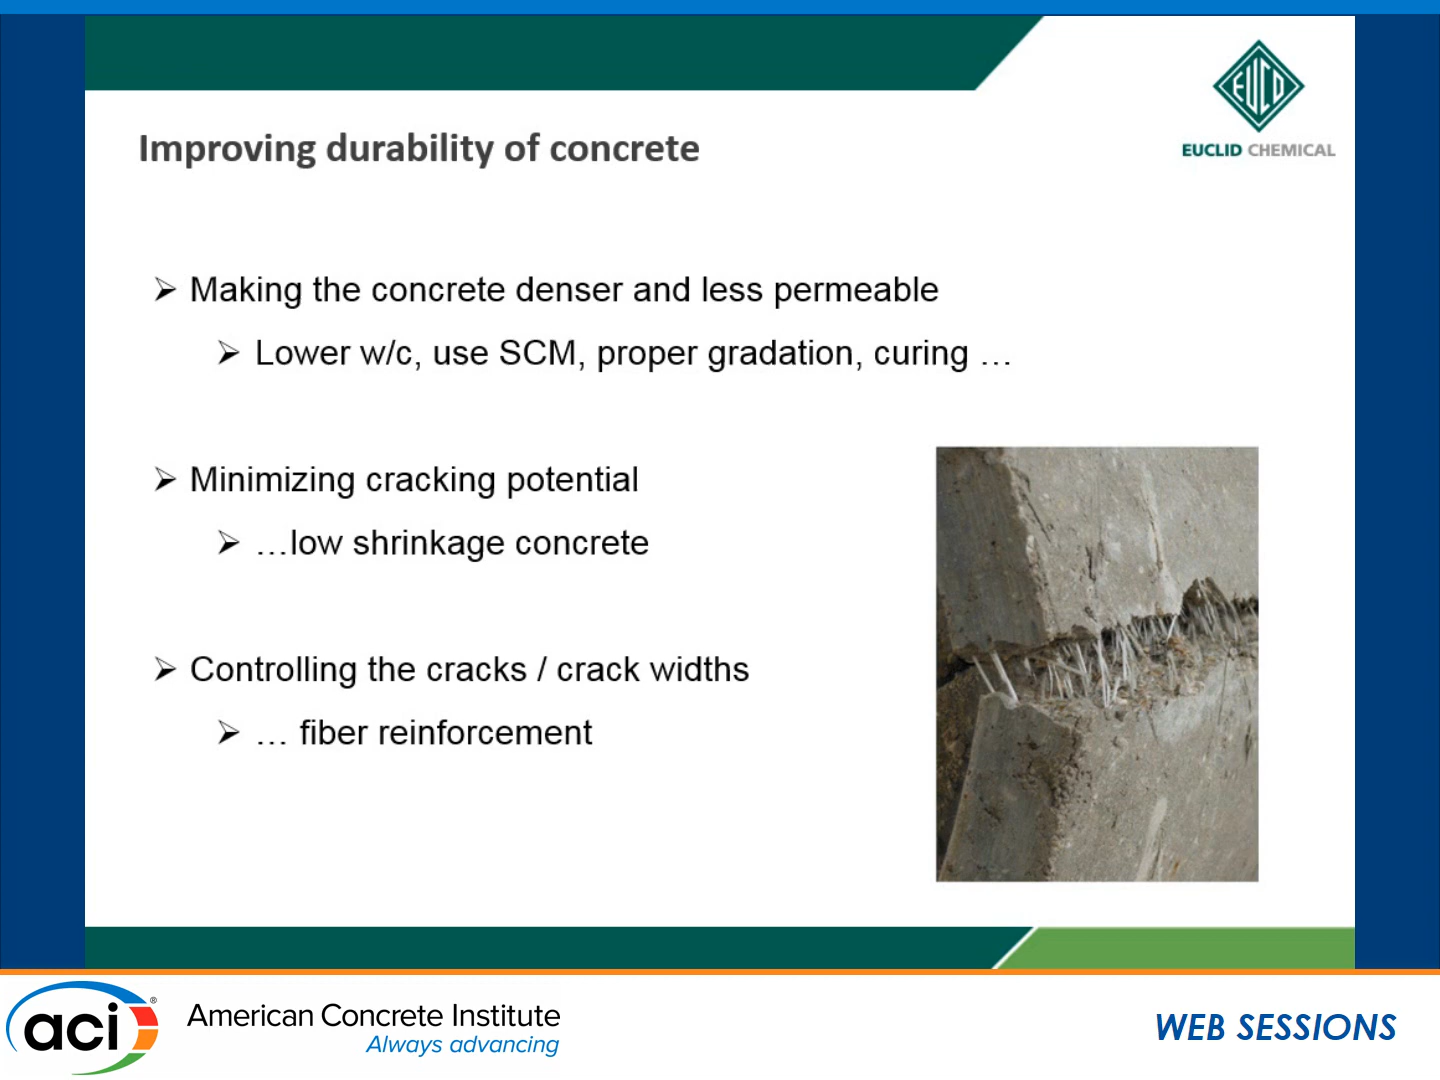 EUCO
EUCLID CHEMICAL
Improving durability of concrete
➢ Making the concrete denser and less permeable
➢ Lower w/c, use SCM, proper gradation, curing …
➢ Minimizing cracking potential
➢ …low shrinkage concrete
➢ Controlling the cracks / crack widths
➢ … fiber reinforcement
aci®
American Concrete Institute
Always advancing
WEB SESSIONS